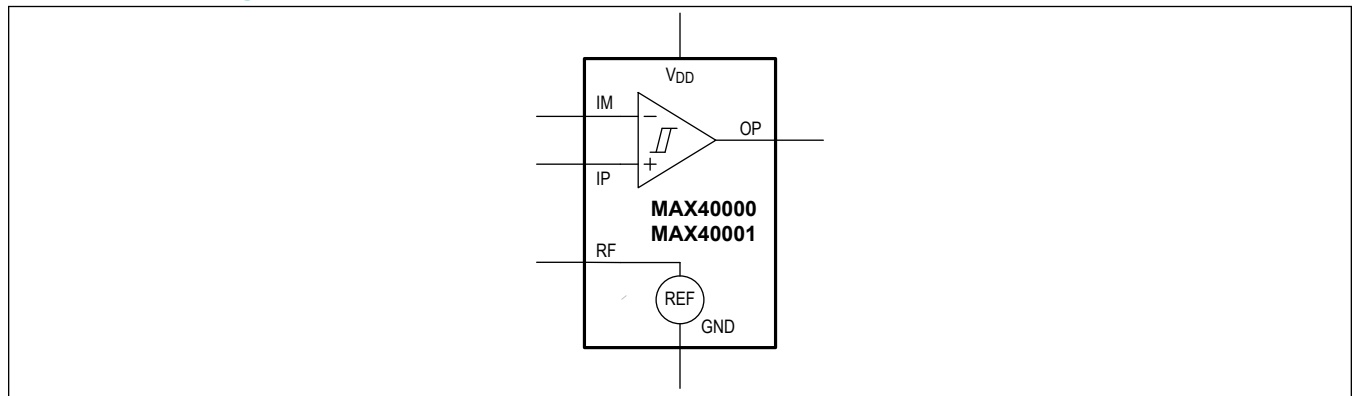 VDD
IM
−
OP
+
IP
MAX40000
MAX40001
RF
REF
GND